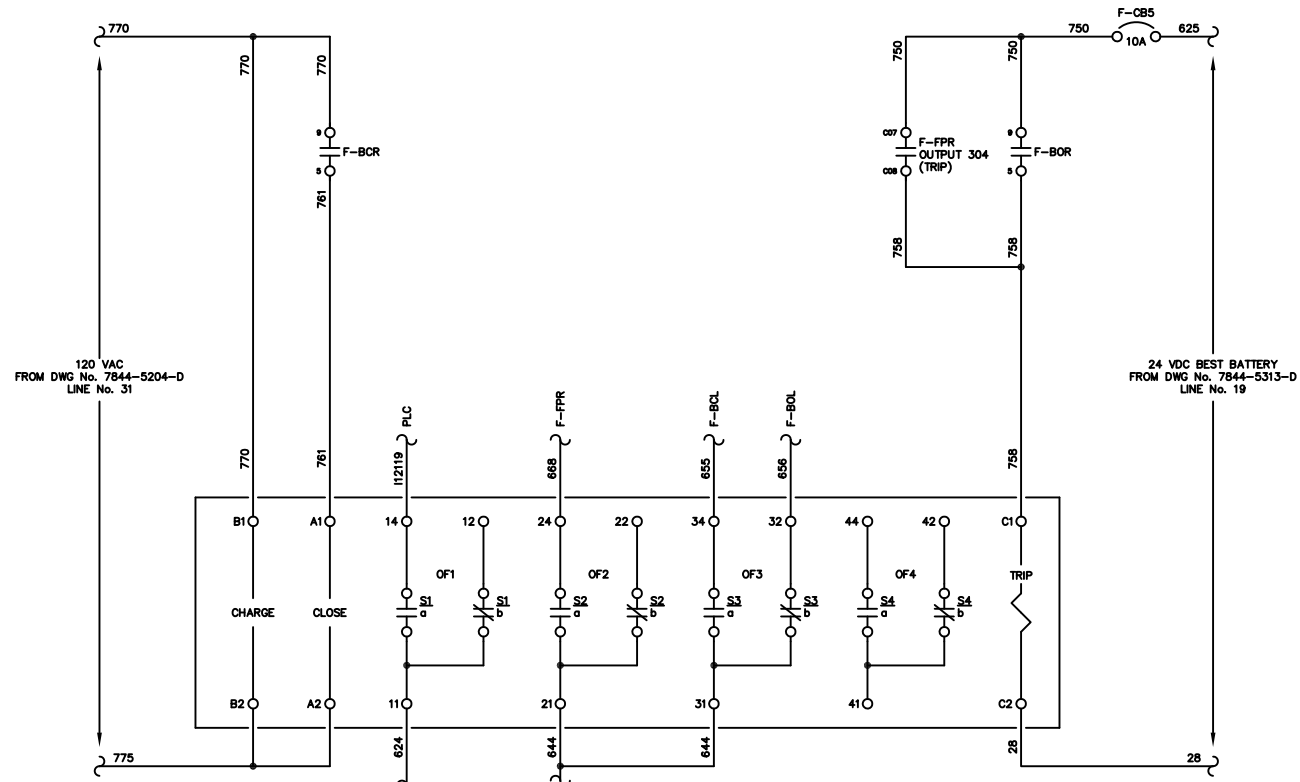 F-CB5
770
750
625
10A
770
770
750
750
9
F-BCR
5
C07
F-FPR
OUTPUT 304
(TRIP)
C08
9
F-BOR
5
761
758
758
120 VAC
FROM DWG No. 7844-5204-D
LINE No. 31
24 VDC BEST BATTERY
FROM DWG No. 7844-5313-D
LINE No. 19
PLC
F-FPR
F-BCL
F-BOL
770
761
I12119
668
655
656
758
B1
A1
14
12
24
22
34
32
44
42
C1
OF1
OF2
OF3
OF4
TRIP
CHARGE
CLOSE
S1
a
S1
b
S2
a
S2
b
S3
a
S3
b
S4
a
S4
b
B2
A2
11
21
31
41
C2
624
644
644
28
775
28